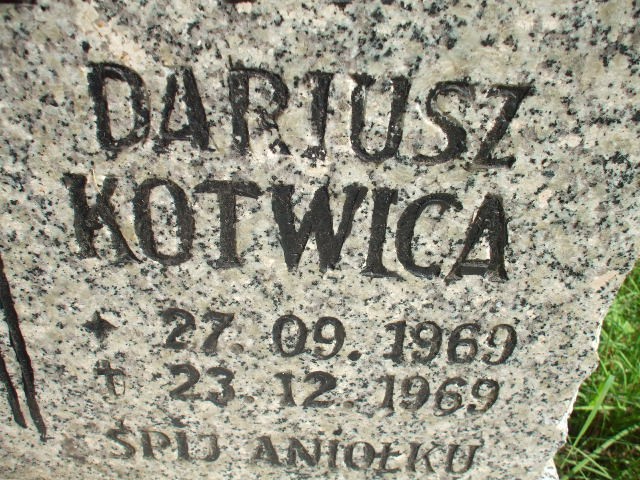 DARIUSZ
KOTWICA
27. 09. 1969
23. 12. 1969
ŚPIJ ANIOŁKU